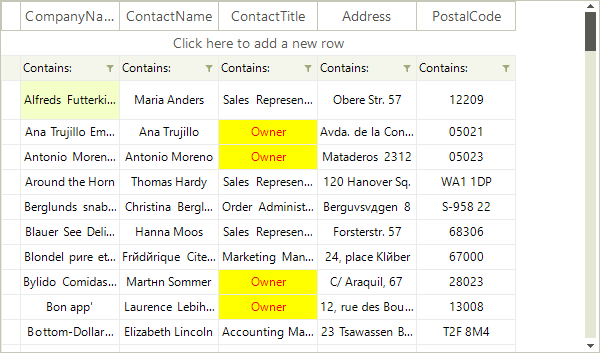 CompanyNa... ContactName ContactTitle Address PostalCode
Click here to add a new row
Contains: Contains: Contains: Contains: Contains:
Alfreds Futterki... Maria Anders Sales Represen... Obere Str. 57 12209
Ana Trujillo Em... Ana Trujillo Owner Avda. de la Con... 05021
Antonio Moren... Antonio Moreno Owner Mataderos 2312 05023
Around the Horn Thomas Hardy Sales Represen... 120 Hanover Sq. WA1 1DP
Berglunds snab... Christina Bergl... Order Administ... Berguvsvдgen 8 S-958 22
Blauer See Deli... Hanna Moos Sales Represen... Forsterstr. 57 68306
Blondel pиre et... Frйdйrique Cite... Marketing Man... 24, place Klйber 67000
Bylido Comidas... Martнn Sommer Owner C/ Araquil, 67 28023
Bon app' Laurence Lebih... Owner 12, rue des Bou... 13008
Bottom-Dollar... Elizabeth Lincoln Accounting Ma... 23 Tsawassen B... T2F 8M4